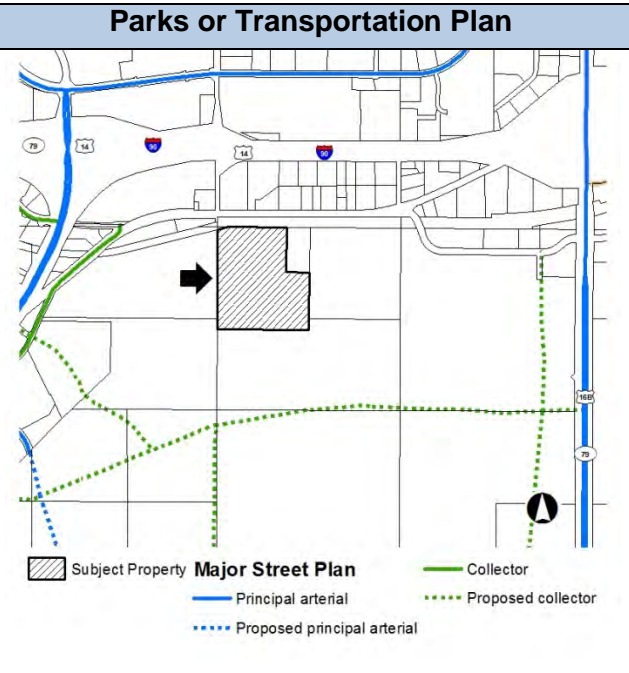 Parks or Transportation Plan
79
14
90
14
90
16B
79
Subject Property
Major Street Plan
Collector
Principal arterial
Proposed collector
Proposed principal arterial